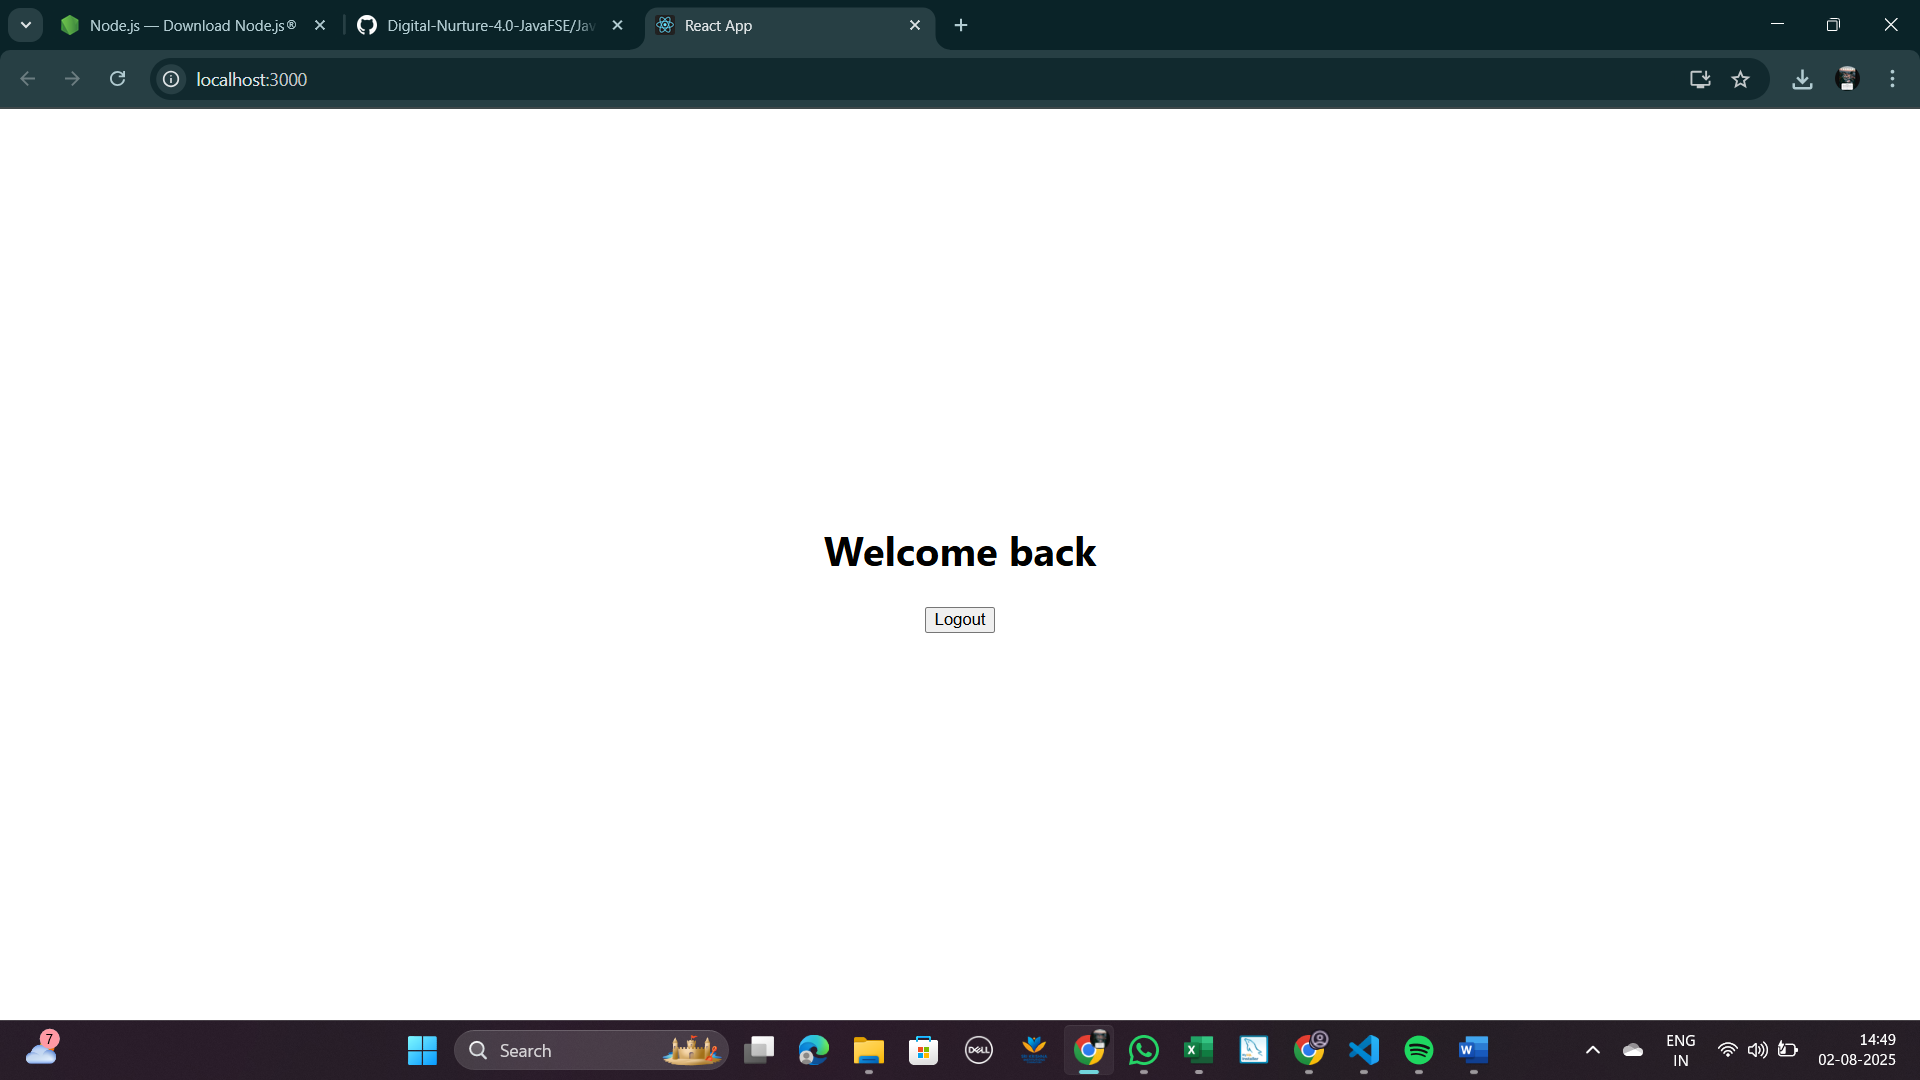 Node.js — Download Node.js®
Digital-Nurture-4.0-JavaFSE/Jav
React App
localhost:3000
Welcome back
Logout
7
Search
DELL
ENG
IN
14:49
02-08-2025